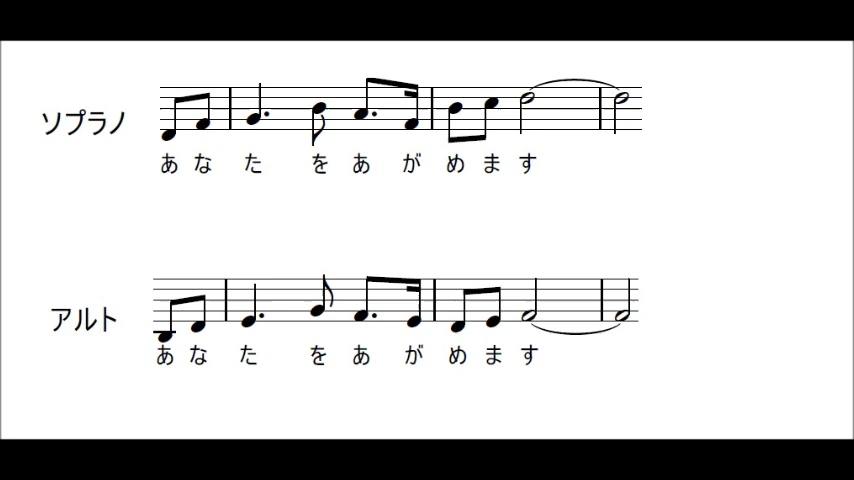 ソプラノ
あ な た を あ が め ま す
アルト
あ な た を あ が め ま す